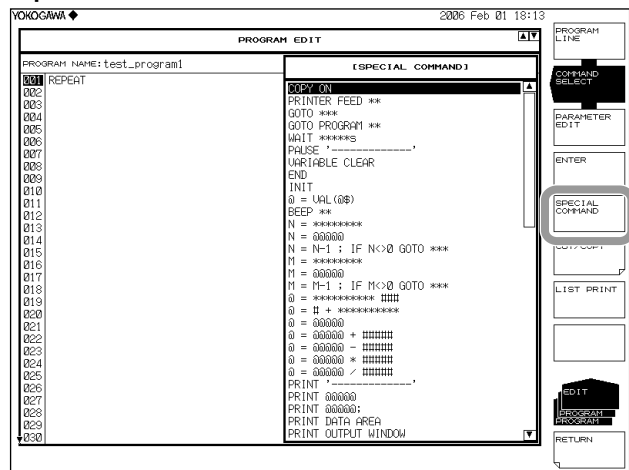 YOKOGAWA ◆
2006 Feb 01 18:13
PROGRAM EDIT
PROGRAM NAME: test_program1
[SPECIAL COMMAND]
001 REPEAT
002
003
004
005
006
007
008
009
010
011
012
013
014
015
016
017
018
019
020
021
022
023
024
025
026
027
028
029
030
COPY ON
PRINTER FEED **
GOTO ***
GOTO PROGRAM **
WAIT *****s
PAUSE '-------------'
VARIABLE CLEAR
END
INIT
@ = VAL(@$)
BEEP **
N = ********
N = @@@@@
N = N-1 ; IF N<>0 GOTO ***
M = ********
M = @@@@@
M = M-1 ; IF M<>0 GOTO ***
@ = ********** ###
@ = # + **********
@ = @@@@@
@ = @@@@@ + #####
@ = @@@@@ - #####
@ = @@@@@ * #####
@ = @@@@@ / #####
PRINT '-------------'
PRINT @@@@@
PRINT @@@@@;
PRINT DATA AREA
PRINT OUTPUT WINDOW
PROGRAM
LINE
COMMAND
SELECT
PARAMETER
EDIT
ENTER
SPECIAL
COMMAND
CUT/COPY
LIST PRINT
EDIT
PROGRAM
PROGRAM
RETURN